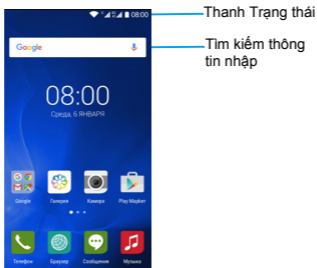 08:00
Thanh Trạng thái
Google
Tìm kiếm thông
tin nhập
08:00
Среда, 6 ЯНВАРЯ
Google
Галерея
Камера
Play Маркет
Телефон
Браузер
Сообщения
Музыка